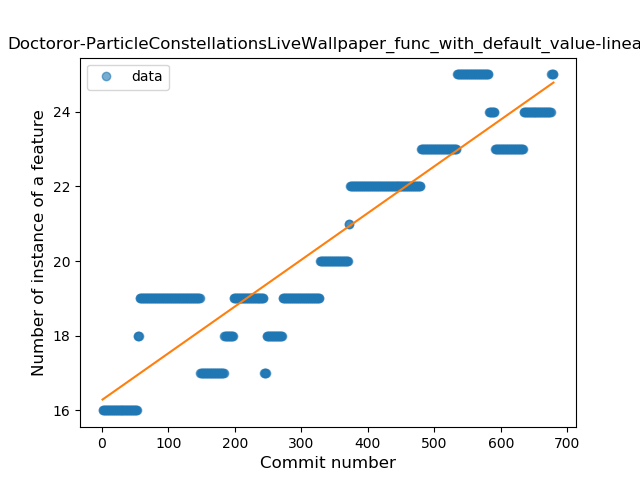 Doctoror-ParticleConstellationsLiveWallpaper_func_with_default_value-linea
data
Number of instance of a feature
24
22
20
18
16
0 100 200 300 400 500 600 700
Commit number